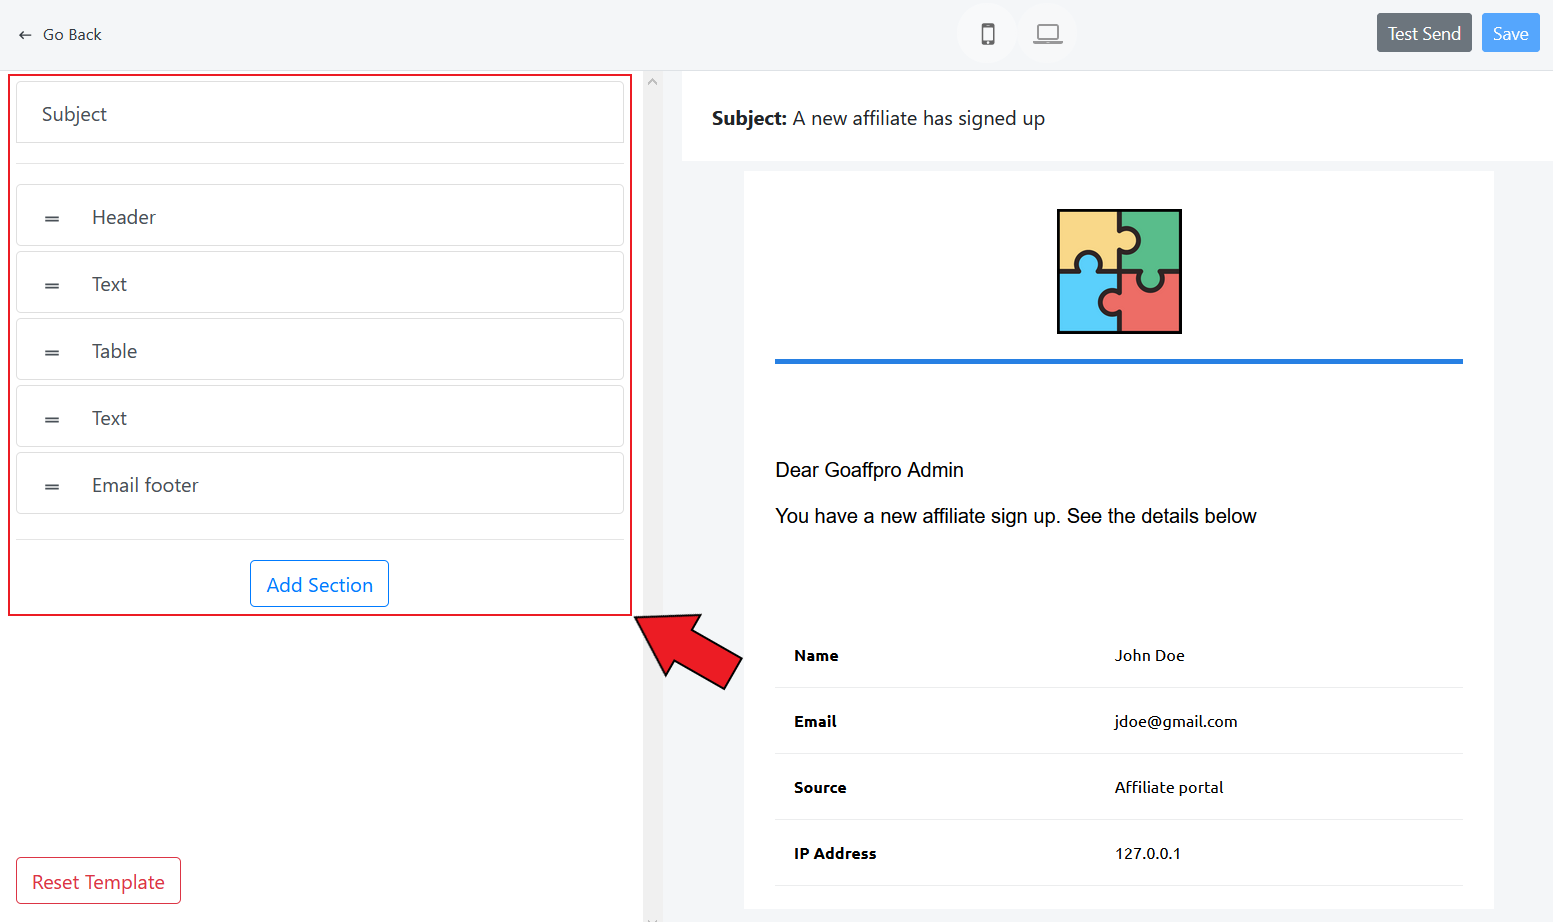 Go Back
Test Send
Save
Subject
Header
Text
Table
Text
Email footer
Add Section
Reset Template
Subject: A new affiliate has signed up
Dear Goaffpro Admin
You have a new affiliate sign up. See the details below
Name John Doe
Email jdoe@gmail.com
Source Affiliate portal
IP Address 127.0.0.1